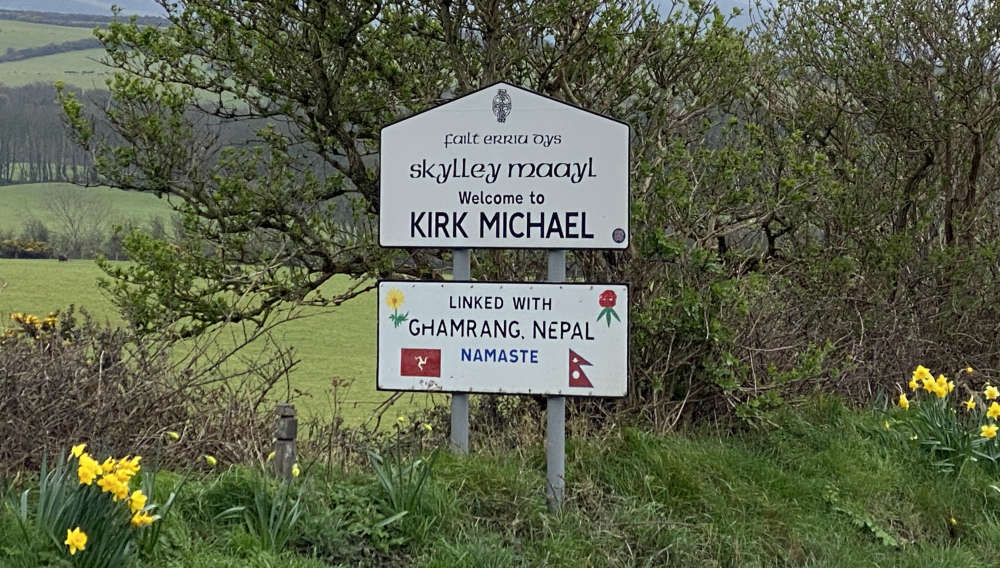 Failt erriu dys
skylley maayl
Welcome to
KIRK MICHAEL
LINKED WITH
GHAMRANG, NEPAL
NAMASTE